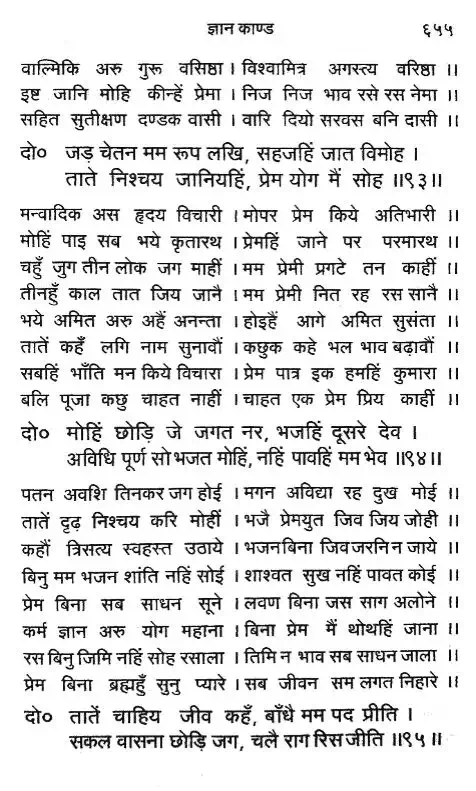 ज्ञान काण्ड ६५५
वाल्मिकि अरु गुरू वसिष्ठा । विश्वामित्र अगस्त्य वरिष्ठा ।।
इष्ट जानि मोहि कीन्हें प्रेमा । निज निज भाव रसे रस नेमा ।।
सहित सुतीक्षण दण्डक वासी । वारि दियो सरवस बनि दासी ।।
दो० जड़ चेतन मम रूप लखि, सहजहिं जात विमोह ।
ताते निश्चय जानियहिं, प्रेम योग मैं सोह ।।९३।।
मन्वादिक अस हृदय विचारी । मोपर प्रेम किये अतिभारी ।।
मोहिं पाइ सब भये कृतारथ । प्रेमहिं जाने पर परमारथ ।।
चहुँ जुग तीन लोक जग माहीं । मम प्रेमी प्रगटे तन काहीं ।।
तीनहुँ काल तात जिय जानै । मम प्रेमी नित रह रस सानै ।।
भये अमित अरु अहैं अनन्ता । होइहैं आगे अमित सुसंता ।।
तातें कहँ लगि नाम सुनावौं । कछुक कहे भल भाव बढ़ावौं ।।
सबहिं भाँति मन किये विचारा । प्रेम पात्र इक हमहिं कुमारा ।।
बलि पूजा कछु चाहत नाहीं । चाहत एक प्रेम प्रिय काहीं ।।
दो० मोहिं छोड़ि जे जगत नर, भजहिं दूसरे देव ।
अविधि पूर्ण सो भजत मोहिं, नहिं पावहिं मम भेव ।।९४।।
पतन अवशि तिनकर जग होई । मगन अविद्या रह दुख मोई ।।
तातें दृढ़ निश्चय करि मोहीं । भजै प्रेमयुत जिव जिय जोही ।।
कहौं त्रिसत्य स्वहस्त उठाये । भजन बिना जिव जरनि न जाये ।।
बिनु मम भजन शांति नहिं सोई । शाश्वत सुख नहिं पावत कोई ।।
प्रेम बिना सब साधन सूने । लवण बिना जस साग अलोने ।।
कर्म ज्ञान अरु योग महाना । बिना प्रेम मैं थोथहिं जाना ।।
रस बिनु जिमि नहिं सोह रसाला । तिमि न भाव सब साधन जाला ।।
प्रेम बिना ब्रह्महुँ सुनु प्यारे । सब जीवन सम लगत निहारे ।।
दो० तातें चाहिय जीव कहँ, बाँधै मम पद प्रीति ।
सकल वासना छोड़ि जग, चलै राग रिस जीति ।।९५।।